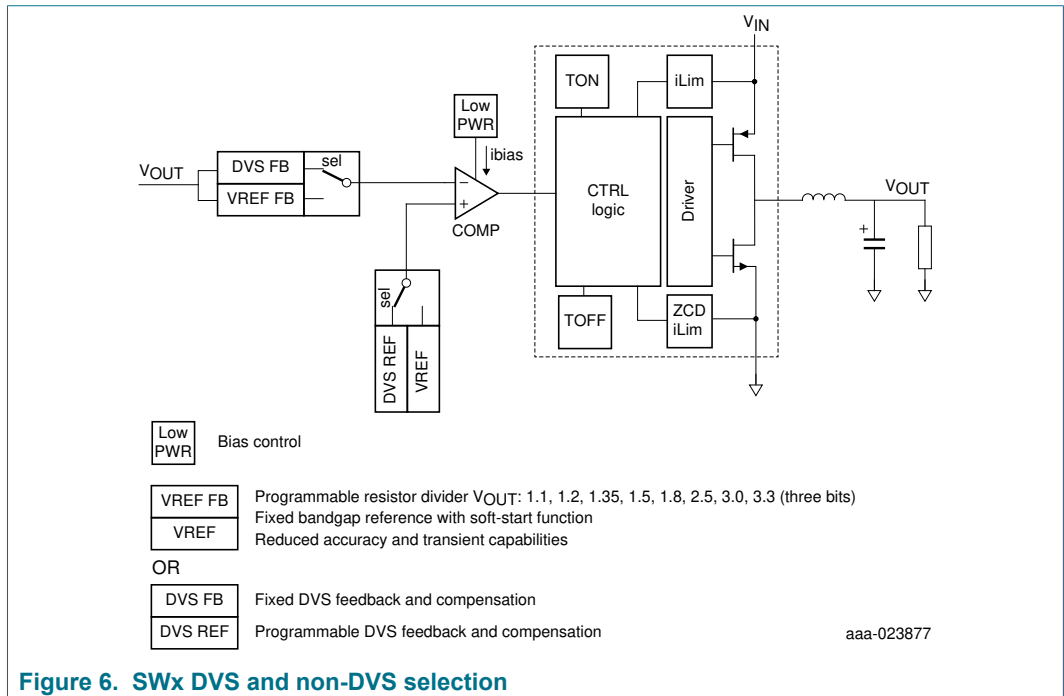 VIN
TON
iLim
Low
PWR
ibias
VOUT
DVS FB
sel
VREF FB
−
+
COMP
CTRL
logic
Driver
VOUT
+
sel
DVS REF
VREF
TOFF
ZCD
iLim
Low
PWR
Bias control
VREF FB
Programmable resistor divider VOUT: 1.1, 1.2, 1.35, 1.5, 1.8, 2.5, 3.0, 3.3 (three bits)
Fixed bandgap reference with soft-start function
VREF
Reduced accuracy and transient capabilities
OR
DVS FB
Fixed DVS feedback and compensation
DVS REF
Programmable DVS feedback and compensation
aaa-023877
Figure 6. SWx DVS and non-DVS selection